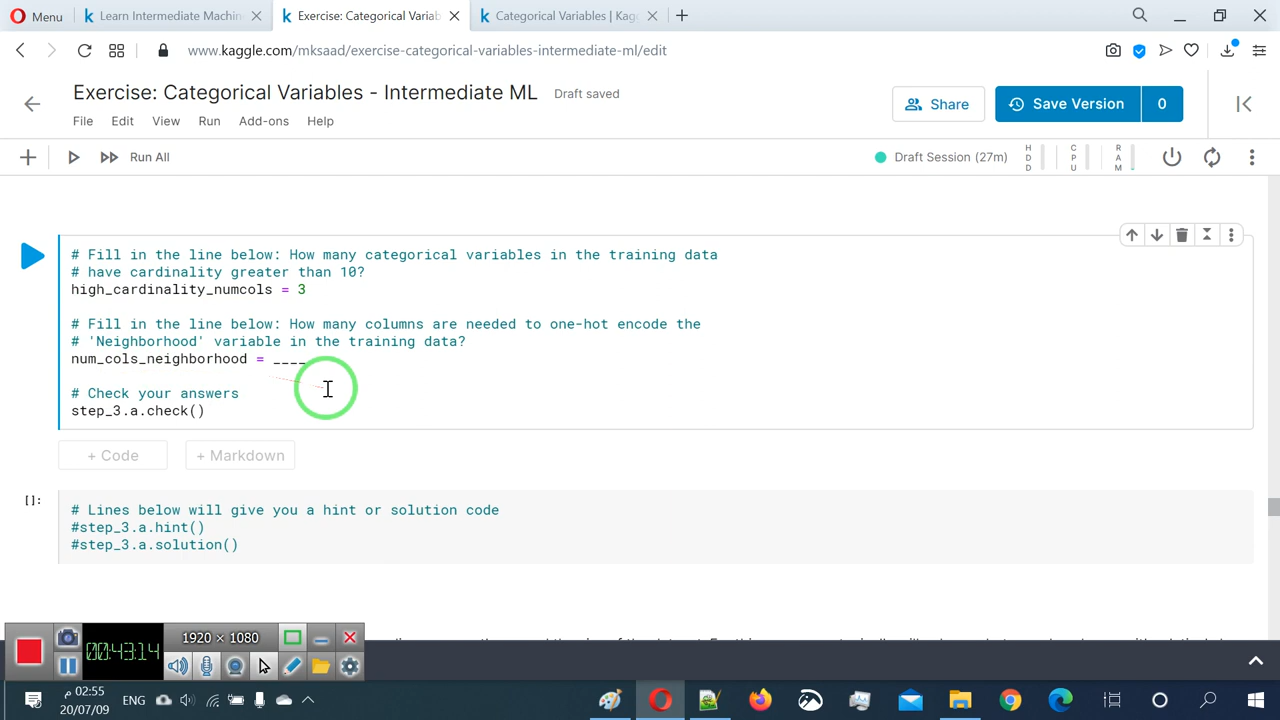 Menu
Learn Intermediate Machin
Exercise: Categorical Variab
Categorical Variables | Kagg
www.kaggle.com/mksaad/exercise-categorical-variables-intermediate-ml/edit
Exercise: Categorical Variables - Intermediate ML
Draft saved
File Edit View Run Add-ons Help
Share
Save Version
0
Run All
Draft Session (27m)
HDD
CPU
RAM
# Fill in the line below: How many categorical variables in the training data
# have cardinality greater than 10?
high_cardinality_numcols = 3
# Fill in the line below: How many columns are needed to one-hot encode the
# 'Neighborhood' variable in the training data?
num_cols_neighborhood = ____
# Check your answers
step_3.a.check()
+ Code
+ Markdown
[]:
# Lines below will give you a hint or solution code
#step_3.a.hint()
#step_3.a.solution()
00:43:14
1920 × 1080
ENG
02:55 م
20/07/09